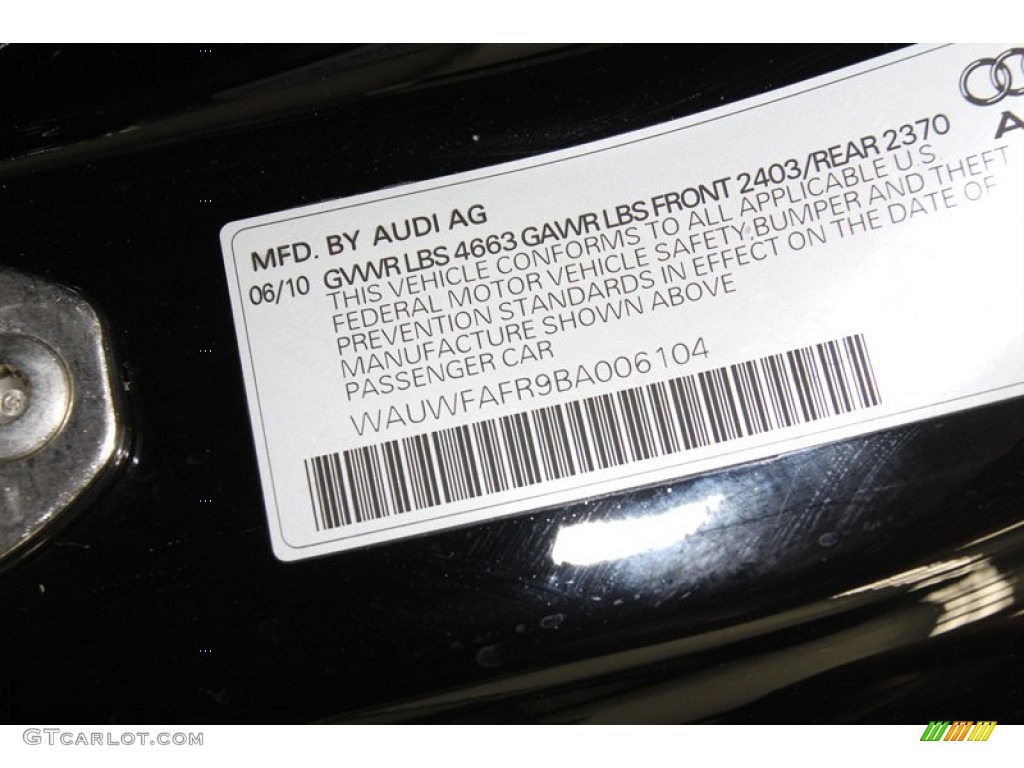 MFD. BY AUDI AG
06/10 GVWR LBS 4663 GAWR LBS FRONT 2403/REAR 2370
THIS VEHICLE CONFORMS TO ALL APPLICABLE U.S.
FEDERAL MOTOR VEHICLE SAFETY,BUMPER AND THEFT
PREVENTION STANDARDS IN EFFECT ON THE DATE OF
MANUFACTURE SHOWN ABOVE
PASSENGER CAR
WAUWFAFR9BA006104
GTCARLOT.COM